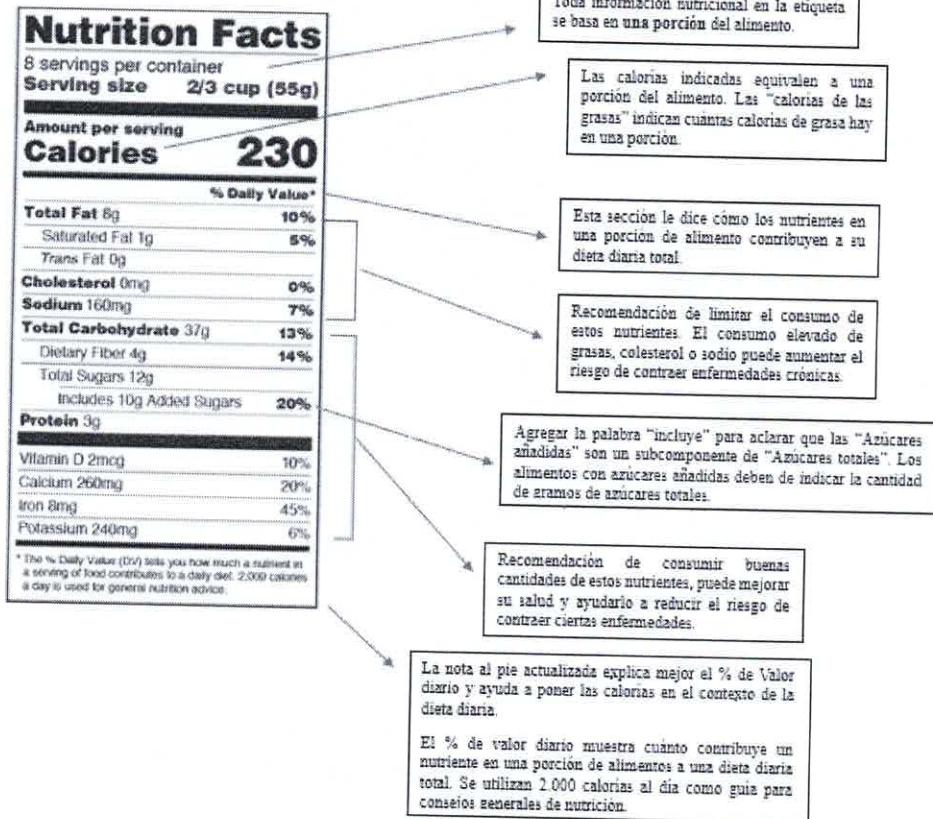 Nutrition Facts
8 servings per container
Serving size 2/3 cup (55g)
Amount per serving
Calories 230
% Daily Value*
Total Fat 8g 10%
Saturated Fat 1g 5%
Trans Fat 0g
Cholesterol 0mg 0%
Sodium 160mg 7%
Total Carbohydrate 37g 13%
Dietary Fiber 4g 14%
Total Sugars 12g
Includes 10g Added Sugars 20%
Protein 3g
Vitamin D 2mcg 10%
Calcium 260mg 20%
Iron 8mg 45%
Potassium 240mg 6%
* The % Daily Value (DV) tells you how much a nutrient in
a serving of food contributes to a daily diet. 2,000 calories
a day is used for general nutrition advice.
Toda información nutricional en la etiqueta
se basa en una porción del alimento.
Las calorías indicadas equivalen a una
porción del alimento. Las "calorías de las
grasas" indican cuántas calorías de grasa hay
en una porción.
Esta sección le dice cómo los nutrientes en
una porción de alimento contribuyen a su
dieta diaria total.
Recomendación de limitar el consumo de
estos nutrientes. El consumo elevado de
grasas, colesterol o sodio puede aumentar el
riesgo de contraer enfermedades crónicas.
Agregar la palabra "incluye" para aclarar que las "Azúcares
añadidas" son un subcomponente de "Azúcares totales". Los
alimentos con azúcares añadidas deben de indicar la cantidad
de gramos de azúcares totales.
Recomendación de consumir buenas
cantidades de estos nutrientes, puede mejorar
su salud y ayudarlo a reducir el riesgo de
contraer ciertas enfermedades.
La nota al pie actualizada explica mejor el % de Valor
diario y ayuda a poner las calorías en el contexto de la
dieta diaria.
El % de valor diario muestra cuánto contribuye un
nutriente en una porción de alimentos a una dieta diaria
total. Se utilizan 2.000 calorías al día como guía para
consejos generales de nutrición.